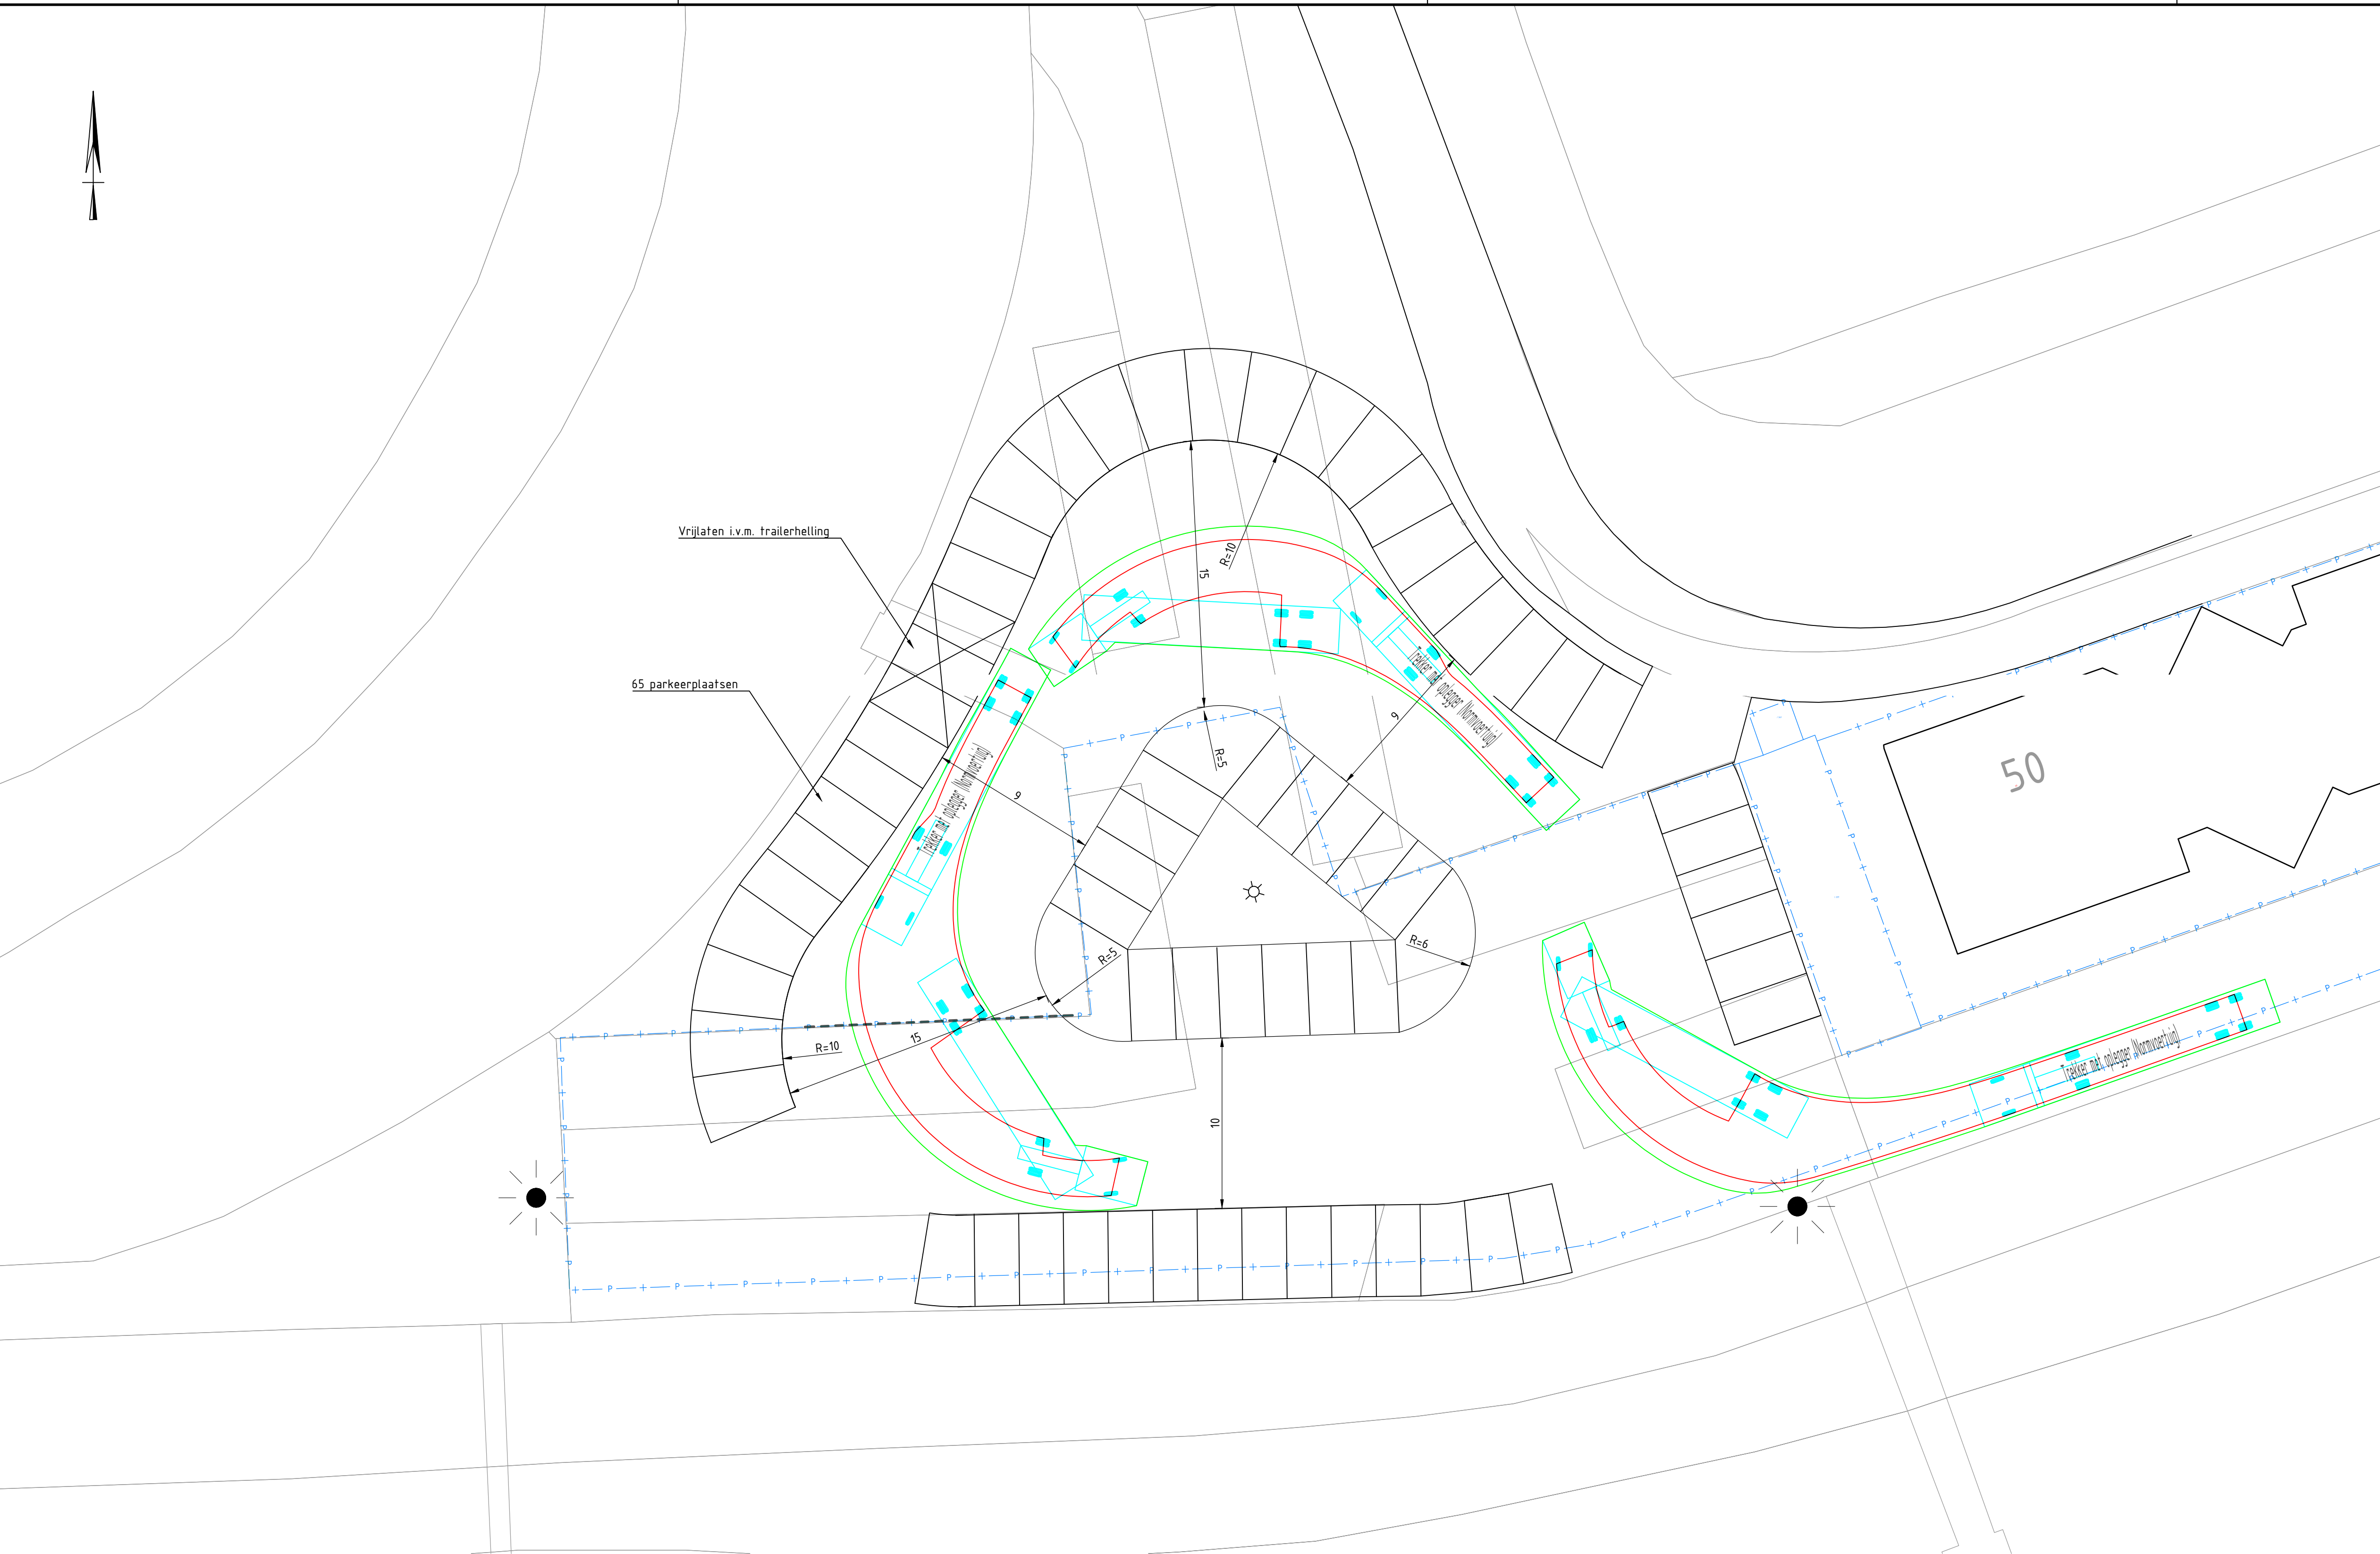 Vrijlaten i.v.m. trailerhelling
R=10
15
Trekker met oplegger (Normvoertuig)
65 parkeerplaatsen
9
R=5
50
Trekker met oplegger (Normvoertuig)
9
R=6
R=5
15
R=10
Trekker met oplegger (Normvoertuig)
10